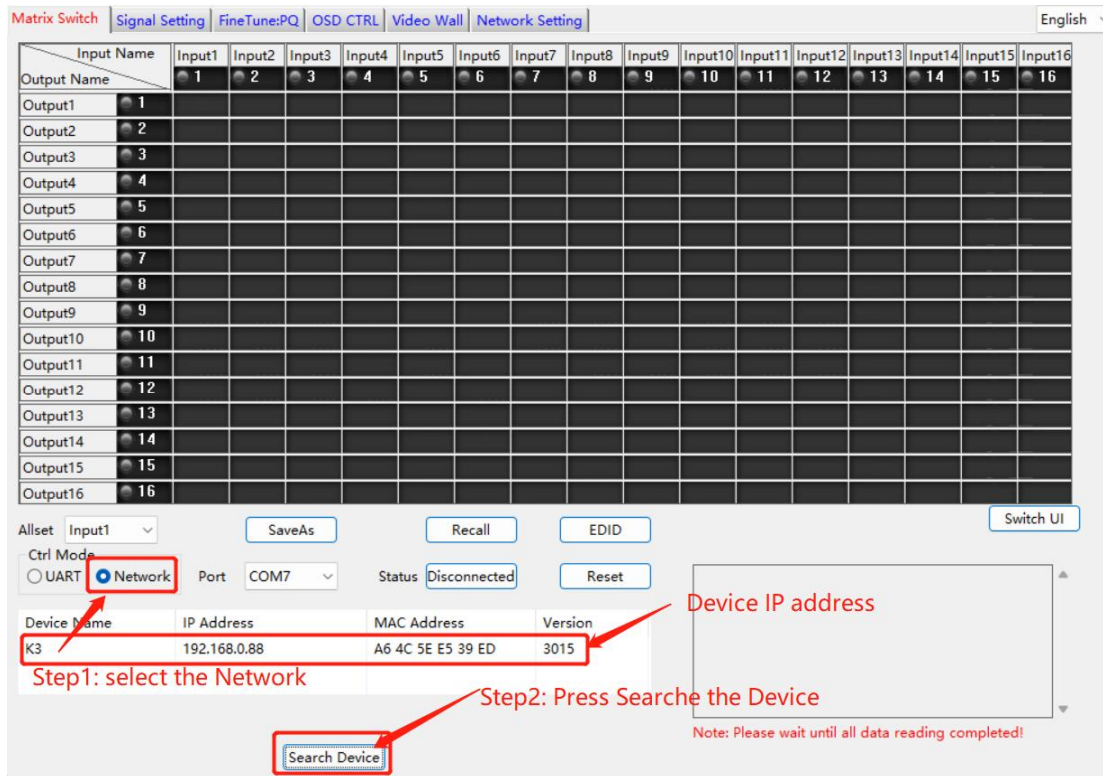 Matrix Switch Signal Setting FineTune:PQ OSD CTRL Video Wall Network Setting English
Input Name Input1 Input2 Input3 Input4 Input5 Input6 Input7 Input8 Input9 Input10 Input11 Input12 Input13 Input14 Input15 Input16
Output Name 1 2 3 4 5 6 7 8 9 10 11 12 13 14 15 16
Output1 1
Output2 2
Output3 3
Output4 4
Output5 5
Output6 6
Output7 7
Output8 8
Output9 9
Output10 10
Output11 11
Output12 12
Output13 13
Output14 14
Output15 15
Output16 16
Switch UI
Allset Input1 SaveAs Recall EDID
Ctrl Mode
UART Network Port COM7 Status Disconnected Reset
Device IP address
Device Name IP Address MAC Address Version
K3 192.168.0.88 A6 4C 5E E5 39 ED 3015
Step1: select the Network
Step2: Press Searche the Device
Note: Please wait until all data reading completed!
Search Device